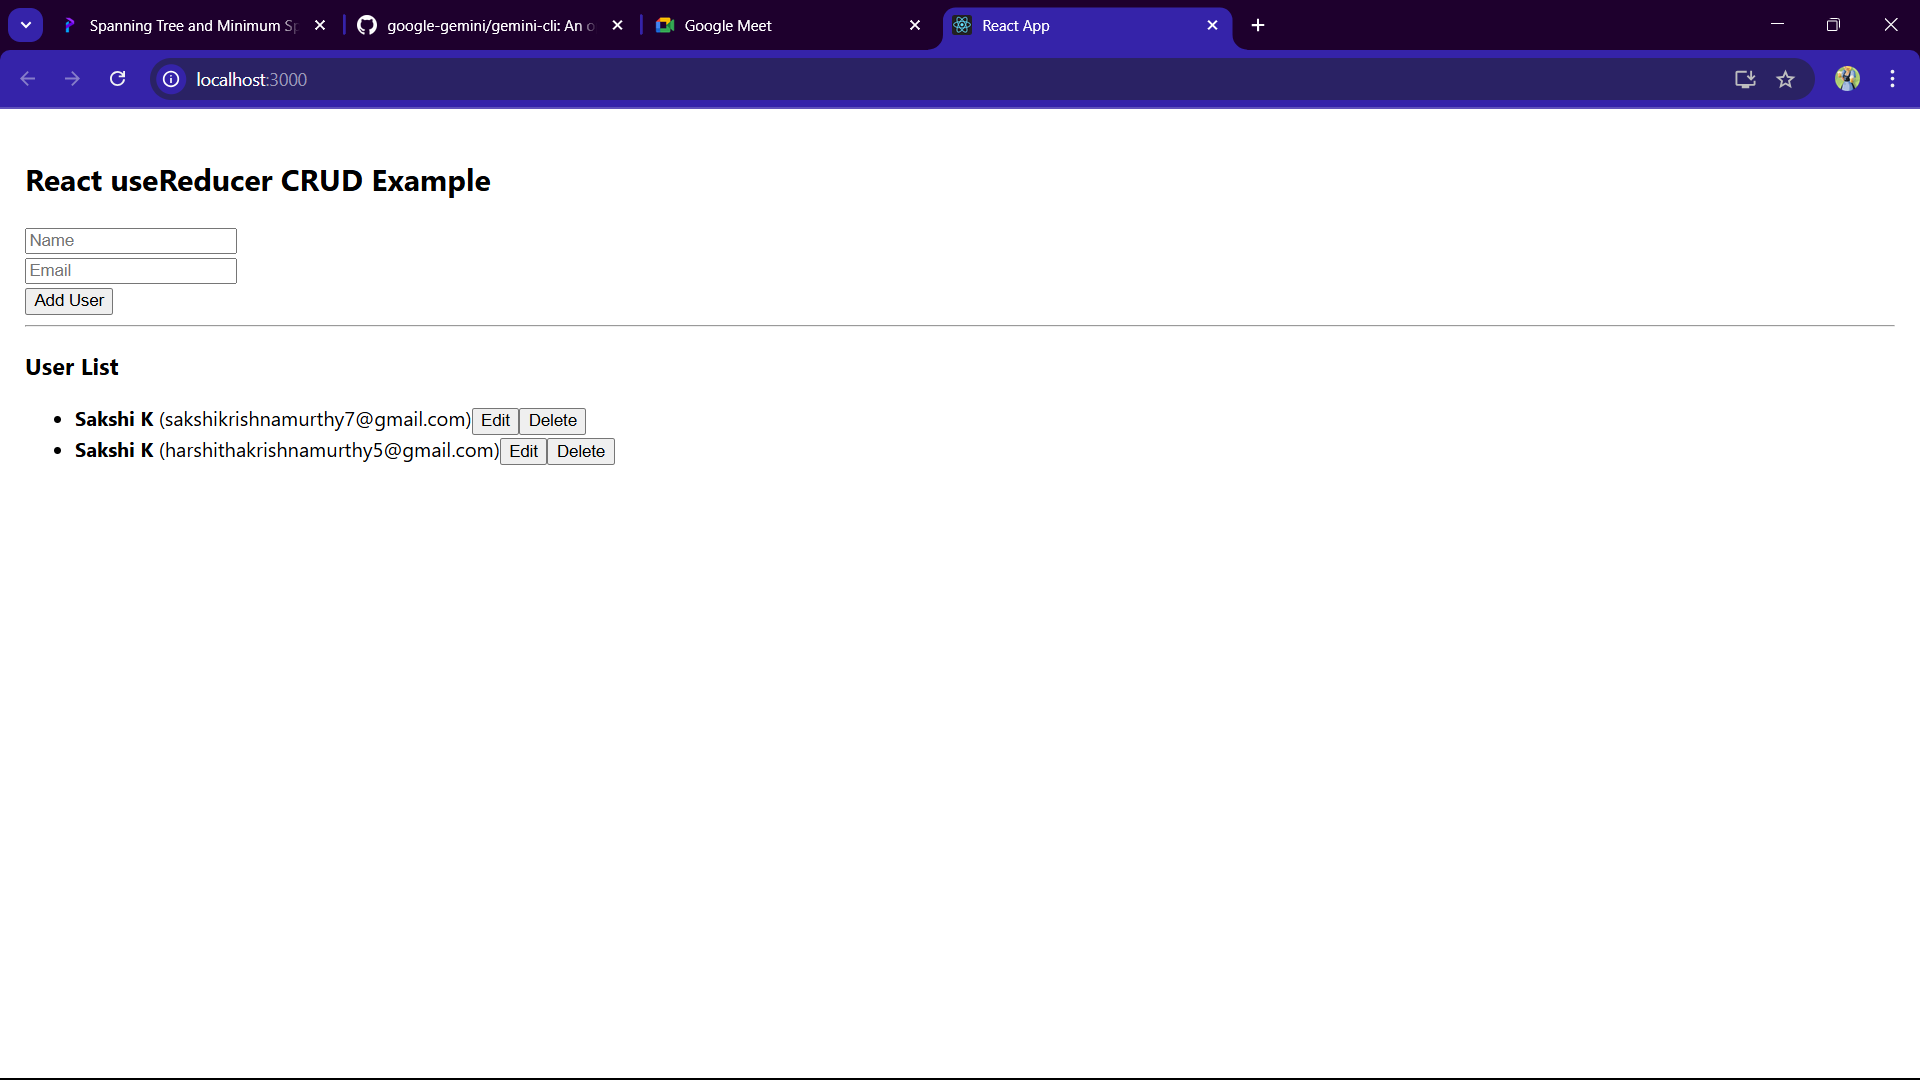 Spanning Tree and Minimum Sp
google-gemini/gemini-cli: An o
Google Meet
React App
localhost:3000
React useReducer CRUD Example
Name
Email
Add User
User List
Sakshi K (sakshikrishnamurthy7@gmail.com) Edit Delete
Sakshi K (harshithakrishnamurthy5@gmail.com) Edit Delete